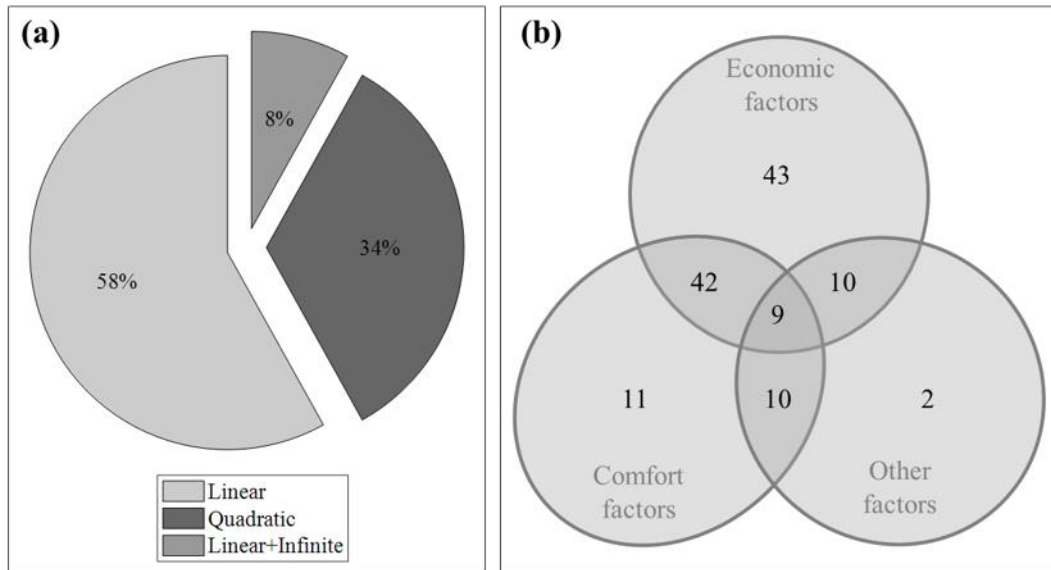 (a)
8%
34%
58%
Linear
Quadratic
Linear+Infinite
(b)
Economic
factors
43
42
10
9
11
10
2
Comfort
factors
Other
factors